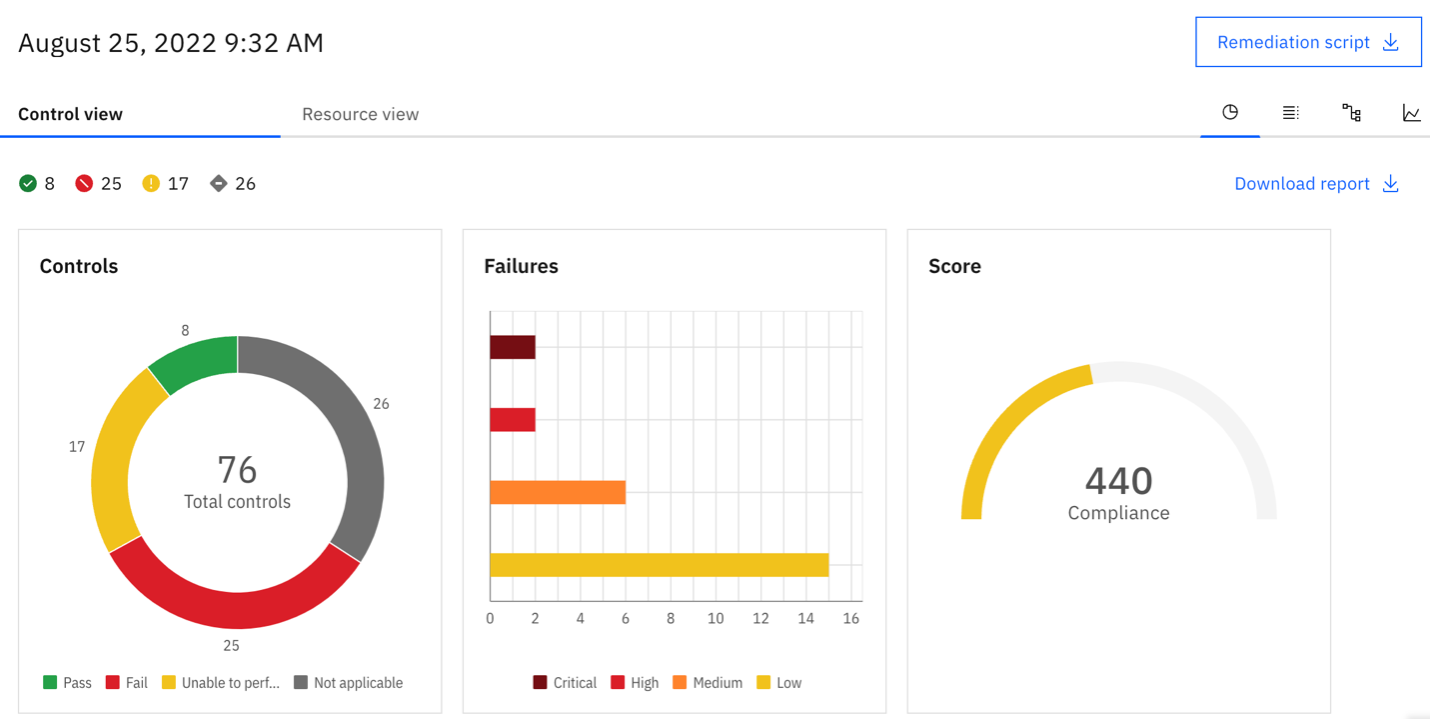 August 25, 2022 9:32 AM
Remediation script
Control view
Resource view
8 25 17 26
Download report
Controls
8
26
17
76
Total controls
25
Pass Fail Unable to perf... Not applicable
Failures
0 2 4 6 8 10 12 14 16
Critical High Medium Low
Score
440
Compliance